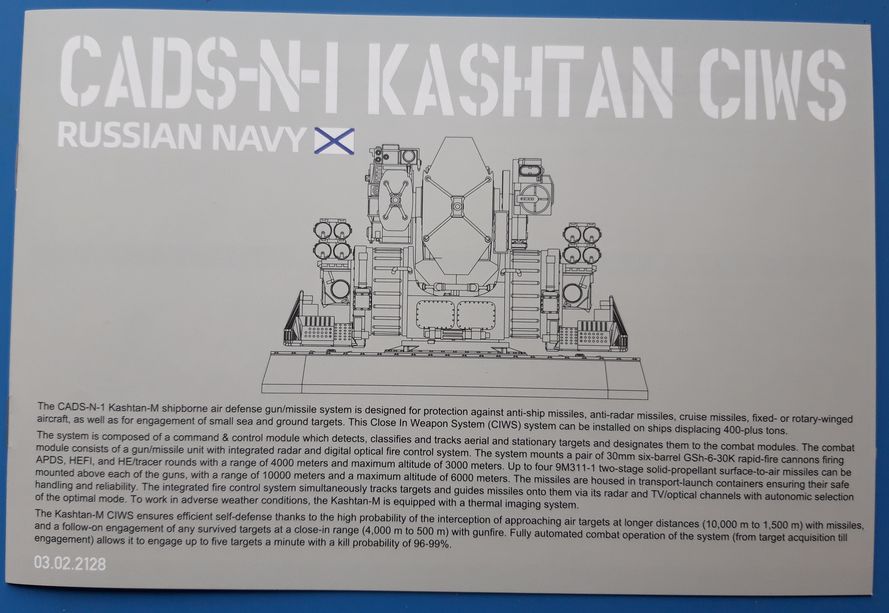 CADS-N-1 KASHTAN CIWS
RUSSIAN NAVY
The CADS-N-1 Kashtan-M shipborne air defense gun/missile system is designed for protection against anti-ship missiles, anti-radar missiles, cruise missiles, fixed- or rotary-winged
aircraft, as well as for engagement of small sea and ground targets. This Close In Weapon System (CIWS) system can be installed on ships displacing 400-plus tons.
The system is composed of a command & control module which detects, classifies and tracks aerial and stationary targets and designates them to the combat modules. The combat
module consists of a gun/missile unit with integrated radar and digital optical fire control system. The system mounts a pair of 30mm six-barrel GSh-6-30K rapid-fire cannons firing
APDS, HEFI, and HE/tracer rounds with a range of 4000 meters and maximum altitude of 3000 meters. Up to four 9M311-1 two-stage solid-propellant surface-to-air missiles can be
mounted above each of the guns, with a range of 10000 meters and a maximum altitude of 6000 meters. The missiles are housed in transport-launch containers ensuring their safe
handling and reliability. The integrated fire control system simultaneously tracks targets and guides missiles onto them via its radar and TV/optical channels with autonomic selection
of the optimal mode. To work in adverse weather conditions, the Kashtan-M is equipped with a thermal imaging system.
The Kashtan-M CIWS ensures efficient self-defense thanks to the high probability of the interception of approaching air targets at longer distances (10,000 m to 1,500 m) with missiles,
and a follow-on engagement of any survived targets at a close-in range (4,000 m to 500 m) with gunfire. Fully automated combat operation of the system (from target acquisition till
engagement) allows it to engage up to five targets a minute with a kill probability of 96-99%.
03.02.2128